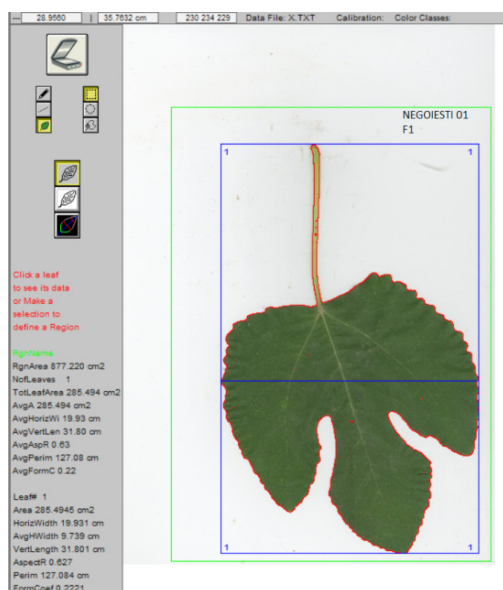 28.9560 | 35.7632 cm 230 234 229 Data File: X.TXT Calibration: Color Classes:
NEGOIESTI 01
F1
1 1
Click a leaf
to see its data
or Make a
selection to
define a Region
RgnName
RgnArea 877.220 cm2
NofLeaves 1
TotLeafArea 285.494 cm2
AvgA 285.494 cm2
AvgHorizWi 19.93 cm
AvgVertLen 31.80 cm
AvgAspR 0.63
AvgPerim 127.08 cm
AvgFormC 0.22
Leaf# 1
Area 285.4945 cm2
HorizWidth 19.931 cm
AvgHWidth 9.739 cm
VertLength 31.801 cm
AspectR 0.627
Perim 127.084 cm
FormCoef 0.2221
1 1